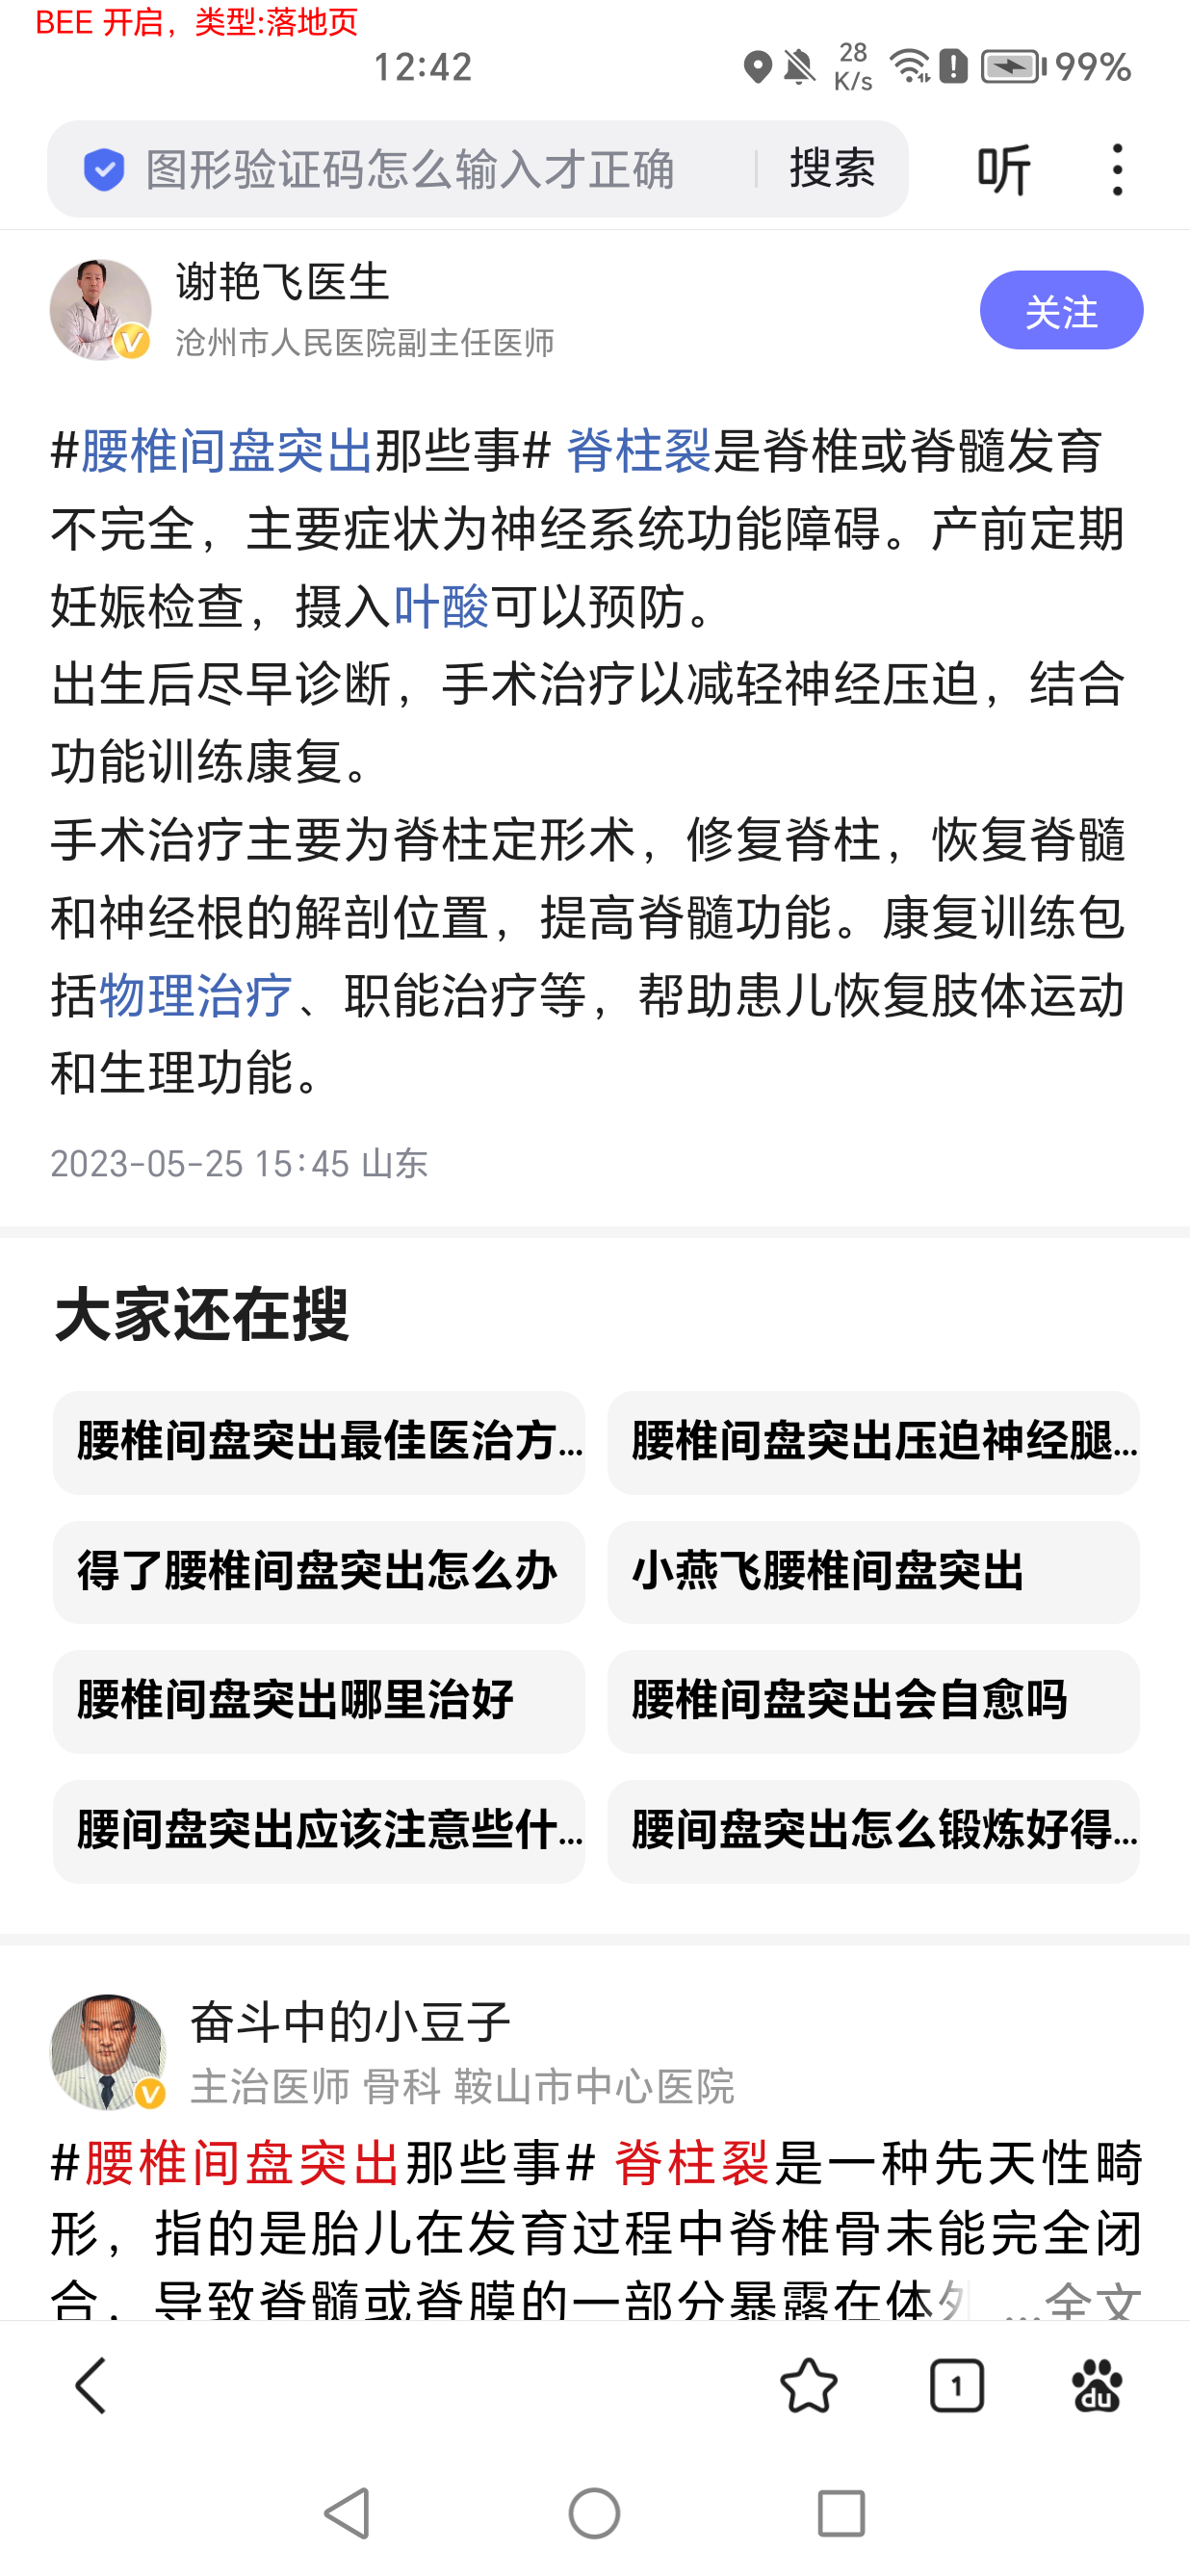 BEE 开启，类型:落地页
12:42
28
K/s
99%
图形验证码怎么输入才正确
搜索
听
谢艳飞医生
沧州市人民医院副主任医师
关注
#腰椎间盘突出那些事# 脊柱裂是脊椎或脊髓发育
不完全，主要症状为神经系统功能障碍。产前定期
妊娠检查，摄入叶酸可以预防。
出生后尽早诊断，手术治疗以减轻神经压迫，结合
功能训练康复。
手术治疗主要为脊柱定形术，修复脊柱，恢复脊髓
和神经根的解剖位置，提高脊髓功能。康复训练包
括物理治疗、职能治疗等，帮助患儿恢复肢体运动
和生理功能。
2023-05-25 15:45 山东
大家还在搜
腰椎间盘突出最佳医治方...
腰椎间盘突出压迫神经腿...
得了腰椎间盘突出怎么办
小燕飞腰椎间盘突出
腰椎间盘突出哪里治好
腰椎间盘突出会自愈吗
腰间盘突出应该注意些什...
腰间盘突出怎么锻炼好得...
奋斗中的小豆子
主治医师 骨科 鞍山市中心医院
#腰椎间盘突出那些事# 脊柱裂是一种先天性畸
形，指的是胎儿在发育过程中脊椎骨未能完全闭
合，导致脊髓或脊膜的一部分暴露在体外 ...全文
1
du